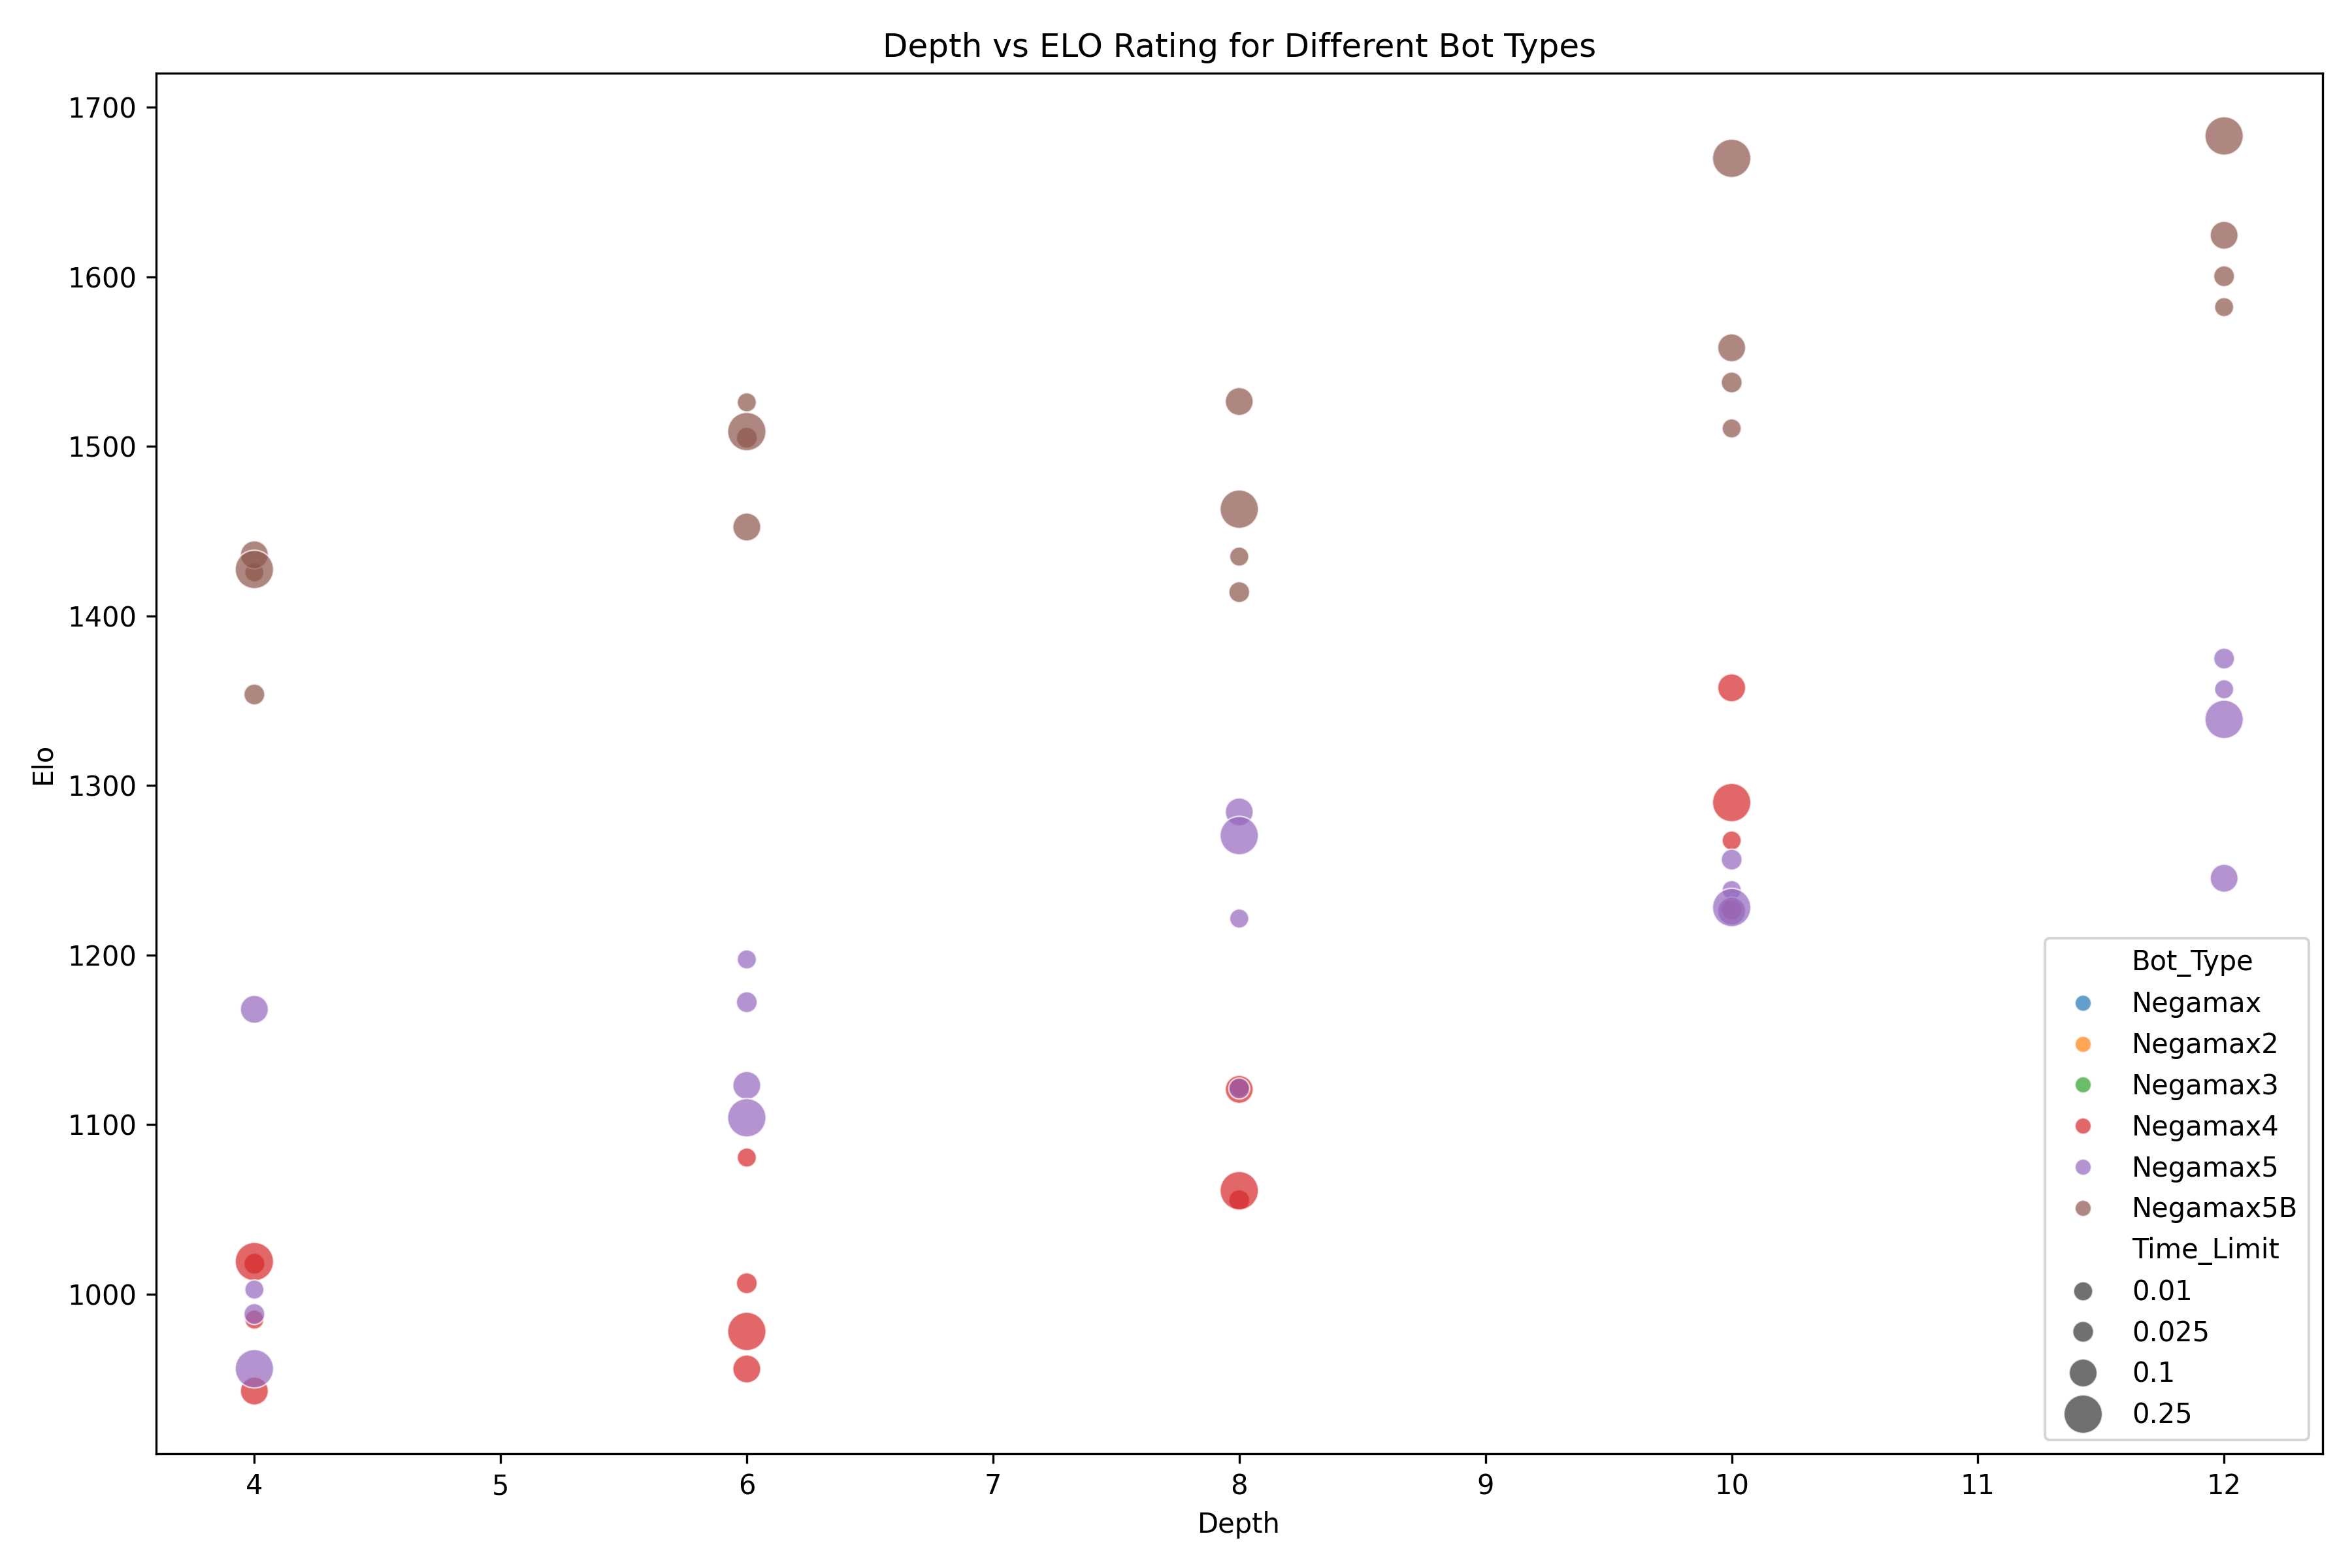 Depth vs ELO Rating for Different Bot Types
1700
1600
1500
1400
1300
1200
1100
1000
Elo
4 5 6 7 8 9 10 11 12
Depth
Bot_Type
Negamax
Negamax2
Negamax3
Negamax4
Negamax5
Negamax5B
Time_Limit
0.01
0.025
0.1
0.25